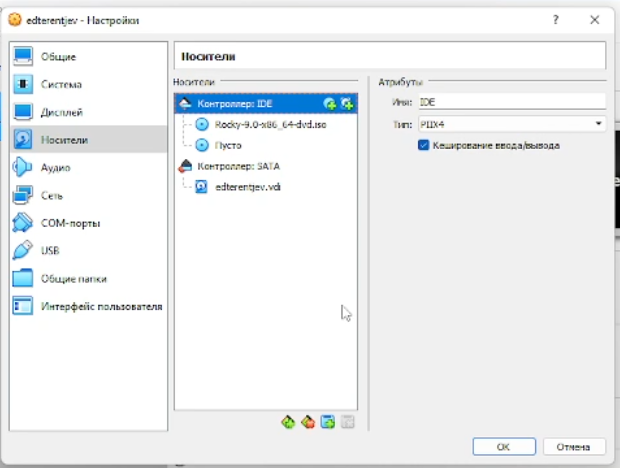 edterentjev - Настройки
?
Общие
Система
Дисплей
Носители
Аудио
Сеть
COM-порты
USB
Общие папки
Интерфейс пользователя
Носители
Носители
Контроллер: IDE
Rocky-9.0-x86_64-dvd.iso
Пусто
Контроллер: SATA
edterentjev.vdi
Атрибуты
Имя: IDE
Тип: PIIX4
Кеширование ввода/вывода
OK
Отмена